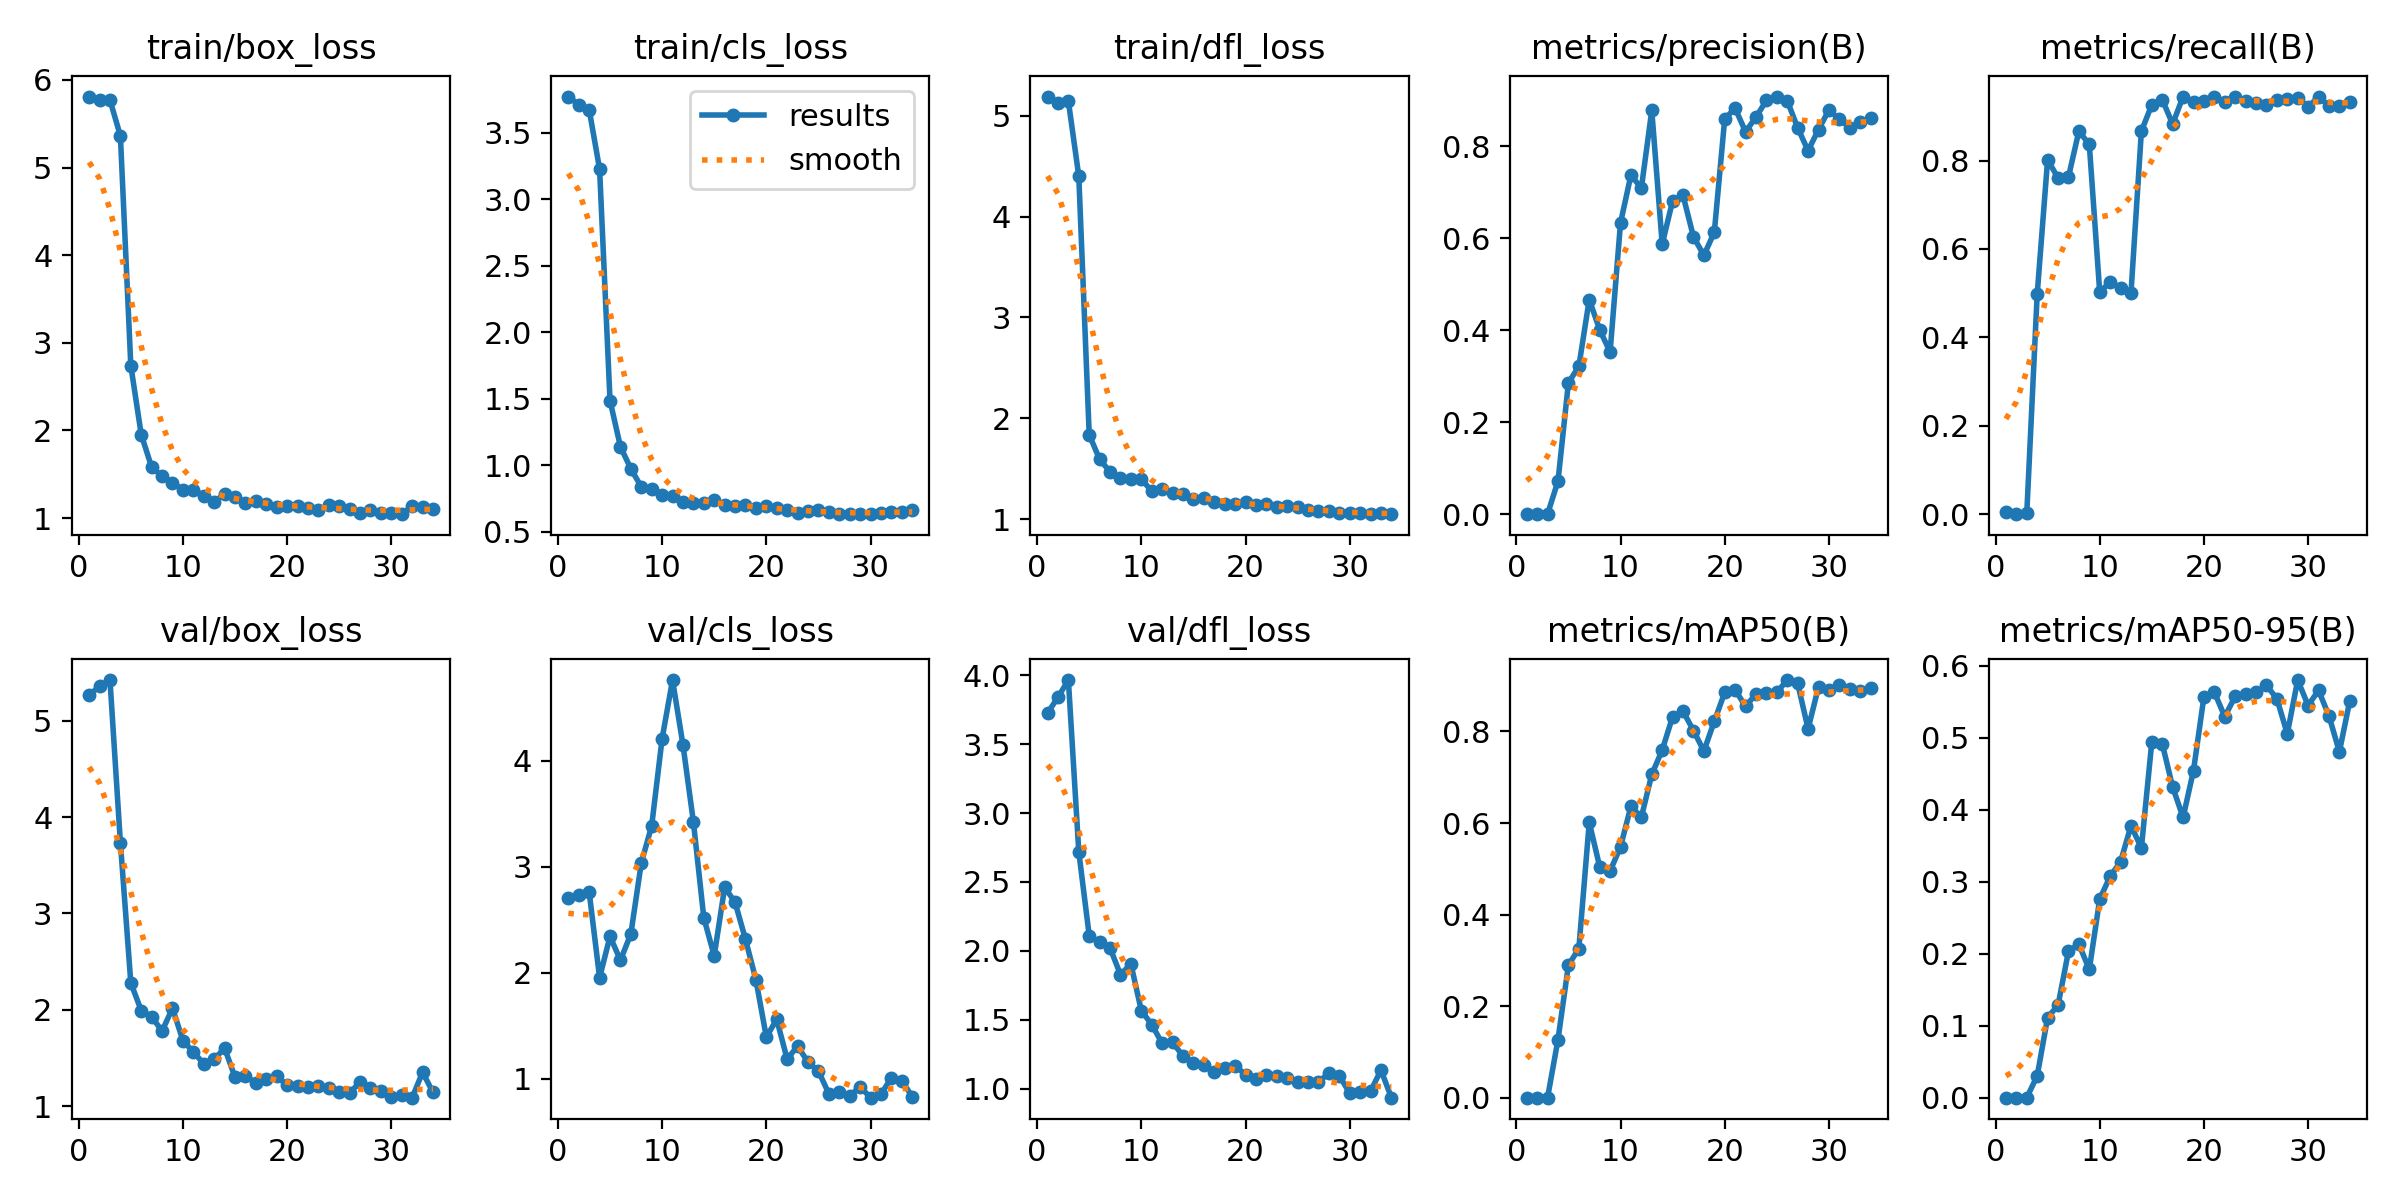 train/box_loss
6
5
4
3
2
1
0 10 20 30
train/cls_loss
results
smooth
3.5
3.0
2.5
2.0
1.5
1.0
0.5
0 10 20 30
train/dfl_loss
5
4
3
2
1
0 10 20 30
metrics/precision(B)
0.8
0.6
0.4
0.2
0.0
0 10 20 30
metrics/recall(B)
0.8
0.6
0.4
0.2
0.0
0 10 20 30
val/box_loss
5
4
3
2
1
0 10 20 30
val/cls_loss
4
3
2
1
0 10 20 30
val/dfl_loss
4.0
3.5
3.0
2.5
2.0
1.5
1.0
0 10 20 30
metrics/mAP50(B)
0.8
0.6
0.4
0.2
0.0
0 10 20 30
metrics/mAP50-95(B)
0.6
0.5
0.4
0.3
0.2
0.1
0.0
0 10 20 30